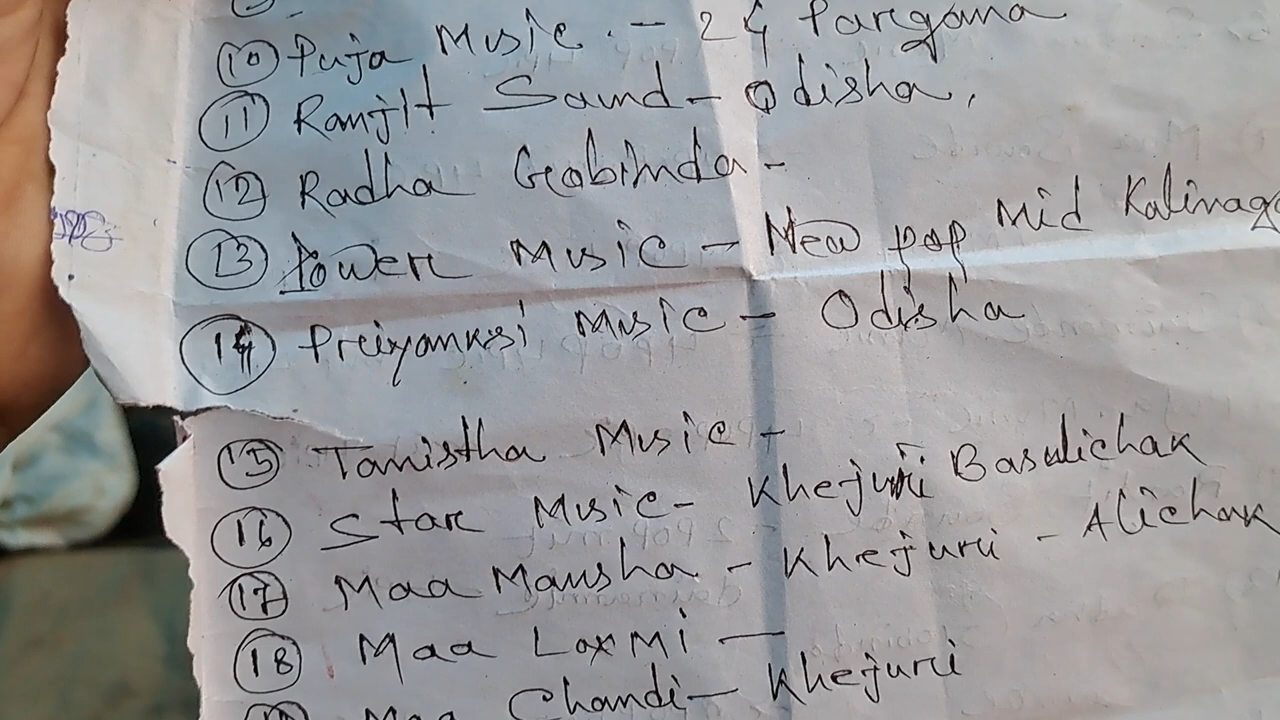 ⑩ Puja Music. - 24 Pargana
⑪ Ranjit Sound - Odisha,
⑫ Radha Gobinda -
⑬ Power Music - New pop Mid Kalinag
⑭ Priyanksi Music - Odisha
⑮ Tanistha Music -
⑯ Star Music - Khejuri Basulichak
⑰ Maa Mansha - Khejuri - Alichak
⑱ Maa Laxmi -
Maa Chandi - Khejuri